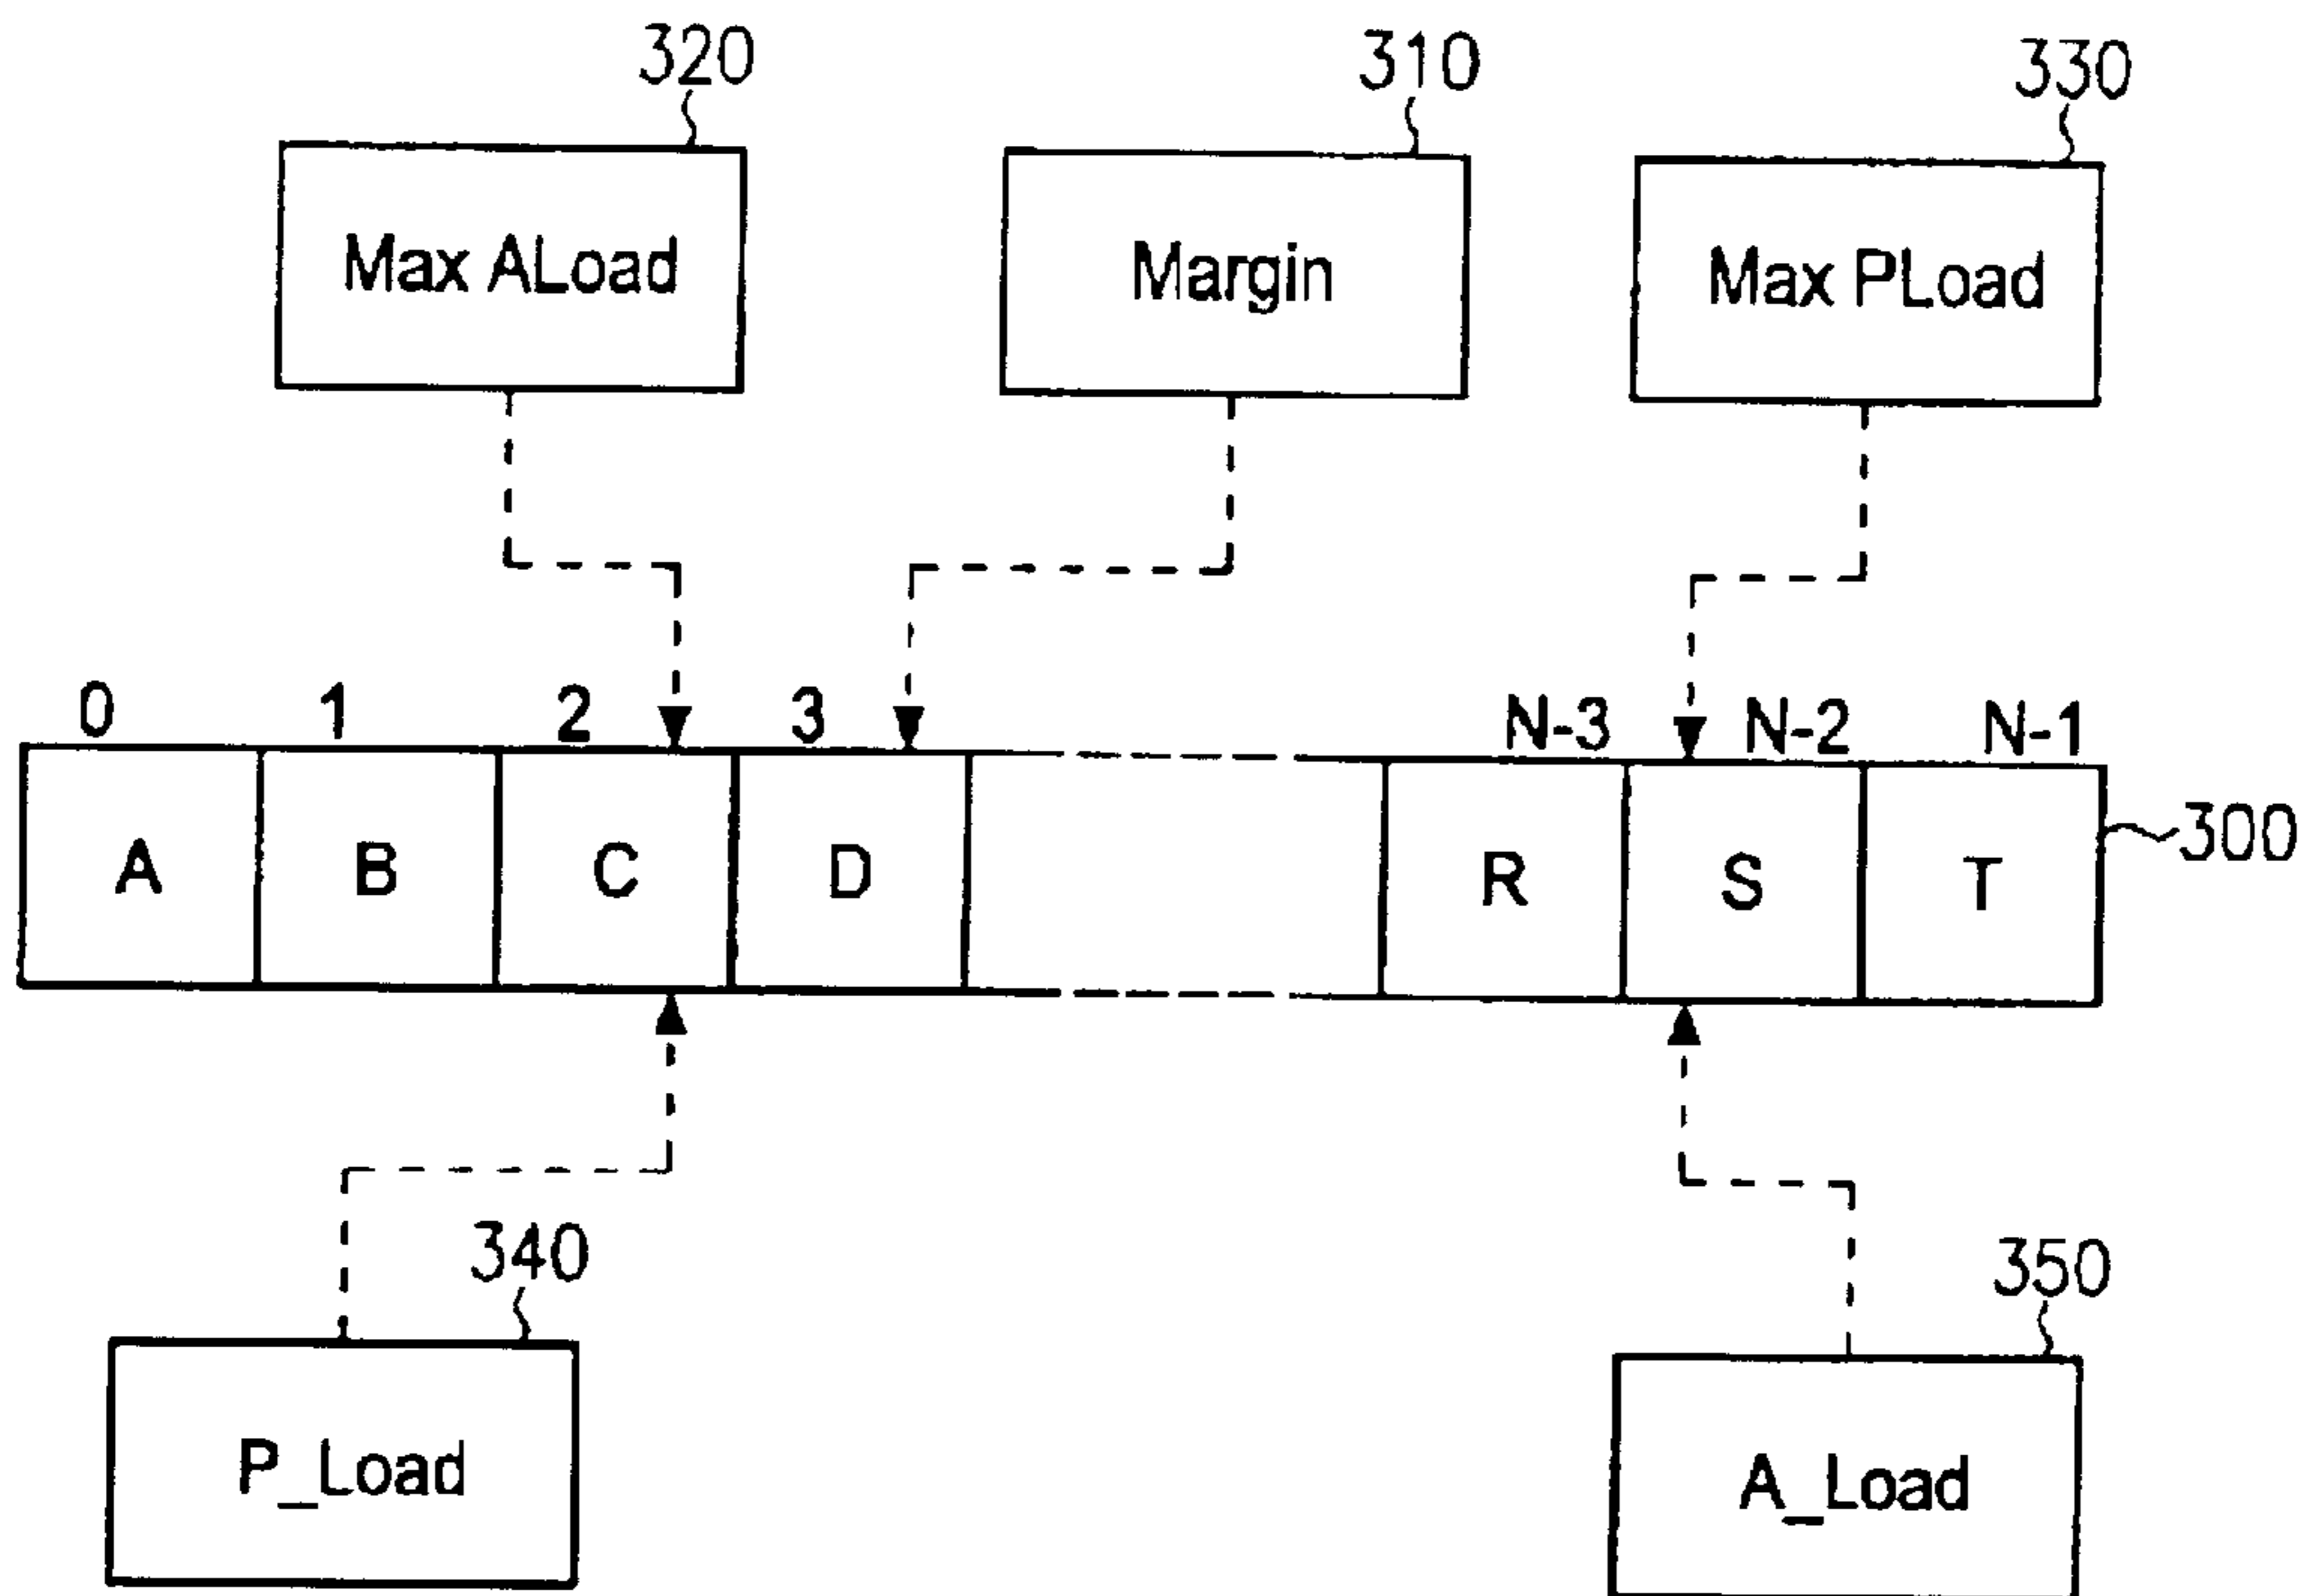 320 310 330
Max ALoad Margin Max PLoad
0 1 2 3 N-3 N-2 N-1
A B C D R S T 300
340 350
P_Load A_Load